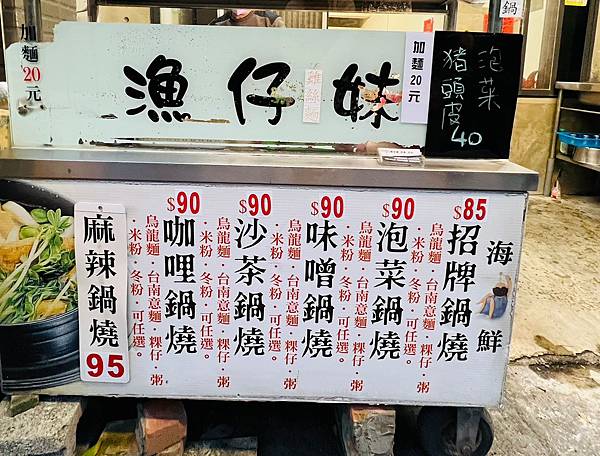 鍋
加麵
20
元
漁仔妹
雞絲麵
加麵
20
元
泡菜
豬頭皮
40
海鮮
$85
招牌鍋燒
烏龍麵·台南意麵·粿仔·粥
·米粉·冬粉·可任選。
$90
泡菜鍋燒
烏龍麵·台南意麵·粿仔·粥
·米粉·冬粉·可任選。
$90
味噌鍋燒
烏龍麵·台南意麵·粿仔·粥
·米粉·冬粉·可任選。
$90
沙茶鍋燒
烏龍麵·台南意麵·粿仔·粥
·米粉·冬粉·可任選。
$90
咖哩鍋燒
烏龍麵·台南意麵·粿仔·粥
·米粉·冬粉·可任選。
麻辣鍋燒
95